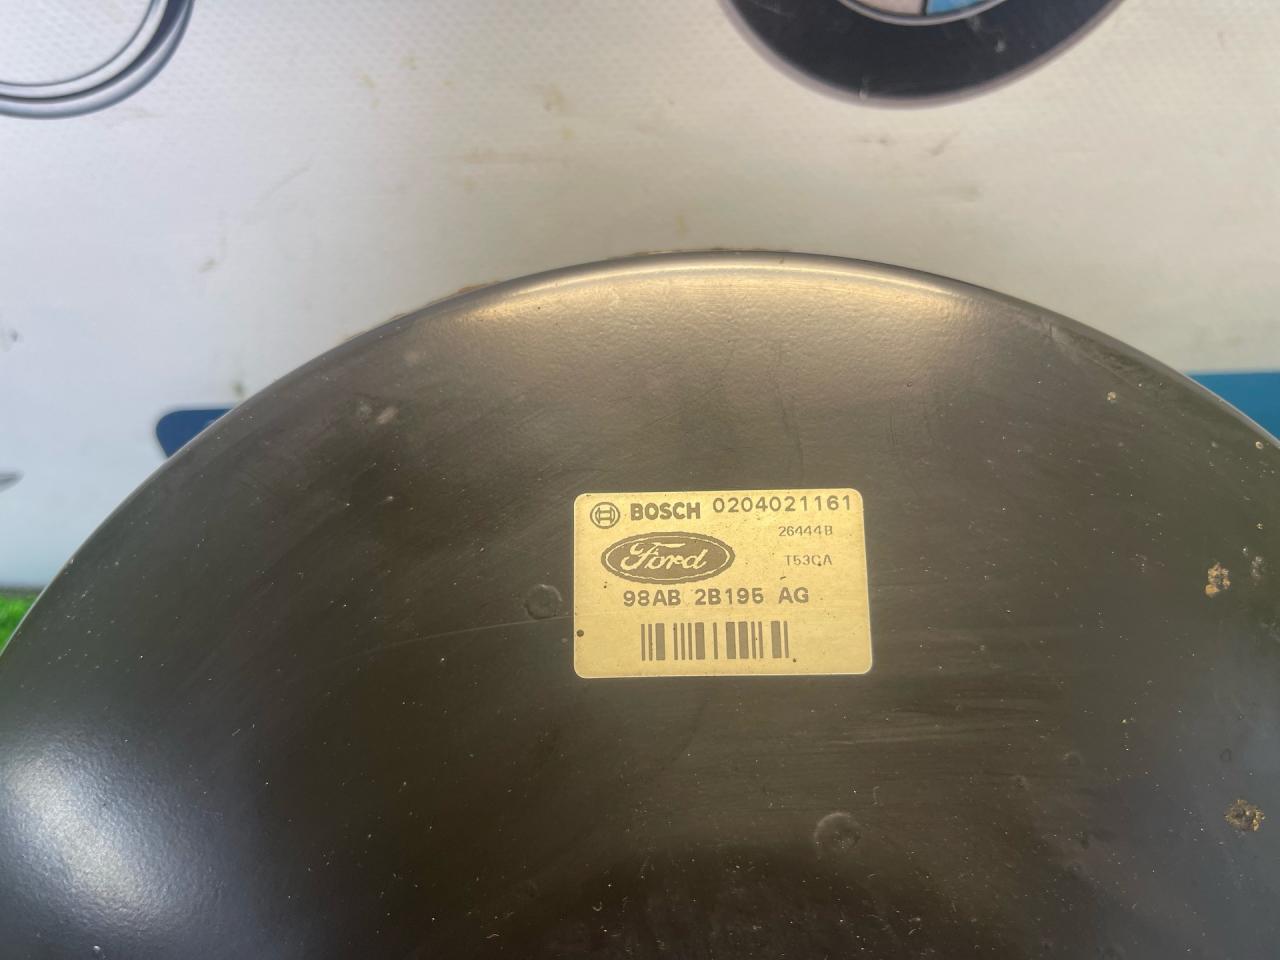 BOSCH 0204021161
26444B
Ford T53CA
98AB 2B195 AG